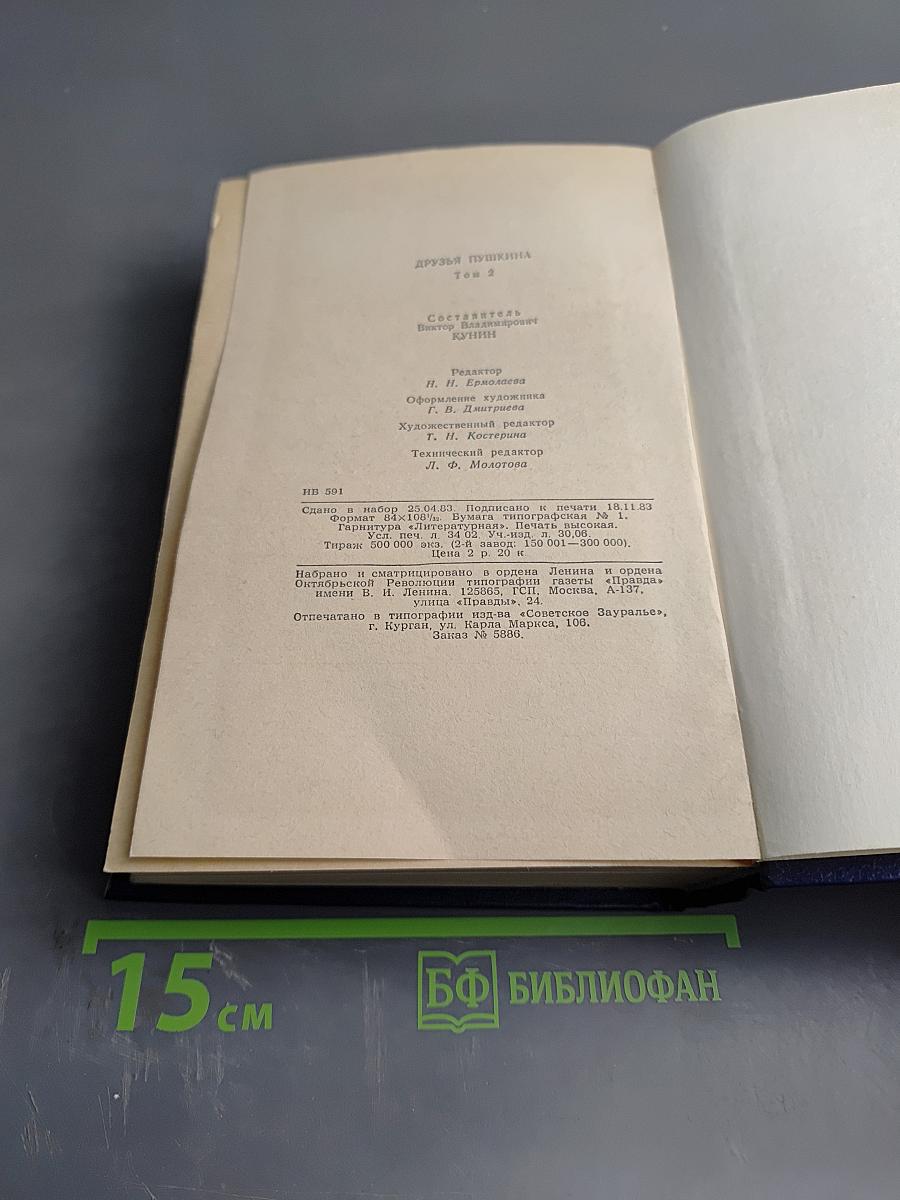 ДРУЗЬЯ ПУШКИНА
Том 2
Составитель
Виктор Владимирович
КУНИН
Редактор
Н. Н. Ермолаева
Оформление художника
Г. В. Дмитриева
Художественный редактор
Т. Н. Костерина
Технический редактор
Л. Ф. Молотова
ИБ 591
Сдано в набор 25.04.83. Подписано к печати 18.11.83
Формат 84×108¹/₃₂. Бумага типографская № 1.
Гарнитура «Литературная». Печать высокая.
Усл. печ. л. 34 02 Уч.-изд. л. 30,06.
Тираж 500 000 экз. (2-й завод: 150 001—300 000).
Цена 2 р. 20 к
Набрано и сматрицировано в ордена Ленина и ордена
Октябрьской Революции типографии газеты «Правда»
имени В. И. Ленина. 125865, ГСП, Москва, А-137,
улица «Правды», 24.
Отпечатано в типографии изд-ва «Советское Зауралье»,
г. Курган, ул. Карла Маркса, 106.
Заказ № 5886.
15 см
БФ БИБЛИОФАН